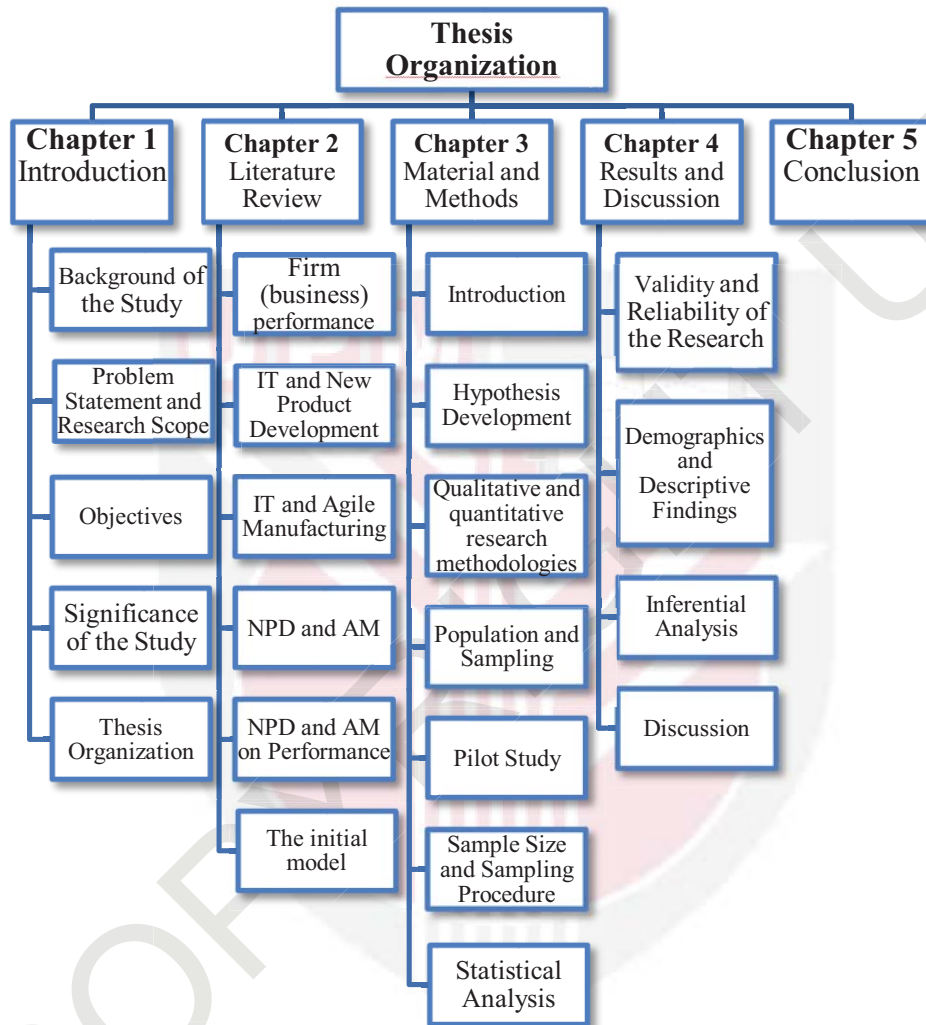 Thesis
Organization
Chapter 1
Introduction
Background of
the Study
Problem
Statement and
Research Scope
Objectives
Significance
of the Study
Thesis
Organization
Chapter 2
Literature
Review
Firm
(business)
performance
IT and New
Product
Development
IT and Agile
Manufacturing
NPD and AM
NPD and AM
on Performance
The initial
model
Chapter 3
Material and
Methods
Introduction
Hypothesis
Development
Qualitative and
quantitative
research
methodologies
Population and
Sampling
Pilot Study
Sample Size
and Sampling
Procedure
Statistical
Analysis
Chapter 4
Results and
Discussion
Validity and
Reliability of
the Research
Demographics
and
Descriptive
Findings
Inferential
Analysis
Discussion
Chapter 5
Conclusion